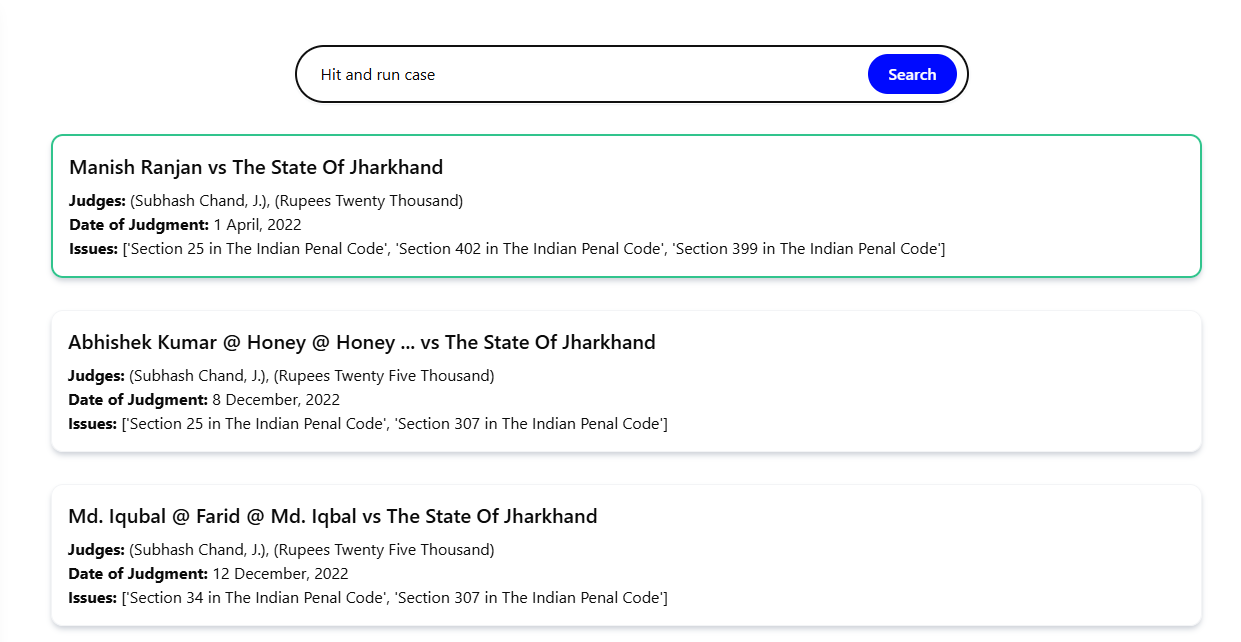 Hit and run case
Search
Manish Ranjan vs The State Of Jharkhand
Judges: (Subhash Chand, J.), (Rupees Twenty Thousand)
Date of Judgment: 1 April, 2022
Issues: ['Section 25 in The Indian Penal Code', 'Section 402 in The Indian Penal Code', 'Section 399 in The Indian Penal Code']
Abhishek Kumar @ Honey @ Honey ... vs The State Of Jharkhand
Judges: (Subhash Chand, J.), (Rupees Twenty Five Thousand)
Date of Judgment: 8 December, 2022
Issues: ['Section 25 in The Indian Penal Code', 'Section 307 in The Indian Penal Code']
Md. Iqubal @ Farid @ Md. Iqbal vs The State Of Jharkhand
Judges: (Subhash Chand, J.), (Rupees Twenty Five Thousand)
Date of Judgment: 12 December, 2022
Issues: ['Section 34 in The Indian Penal Code', 'Section 307 in The Indian Penal Code']